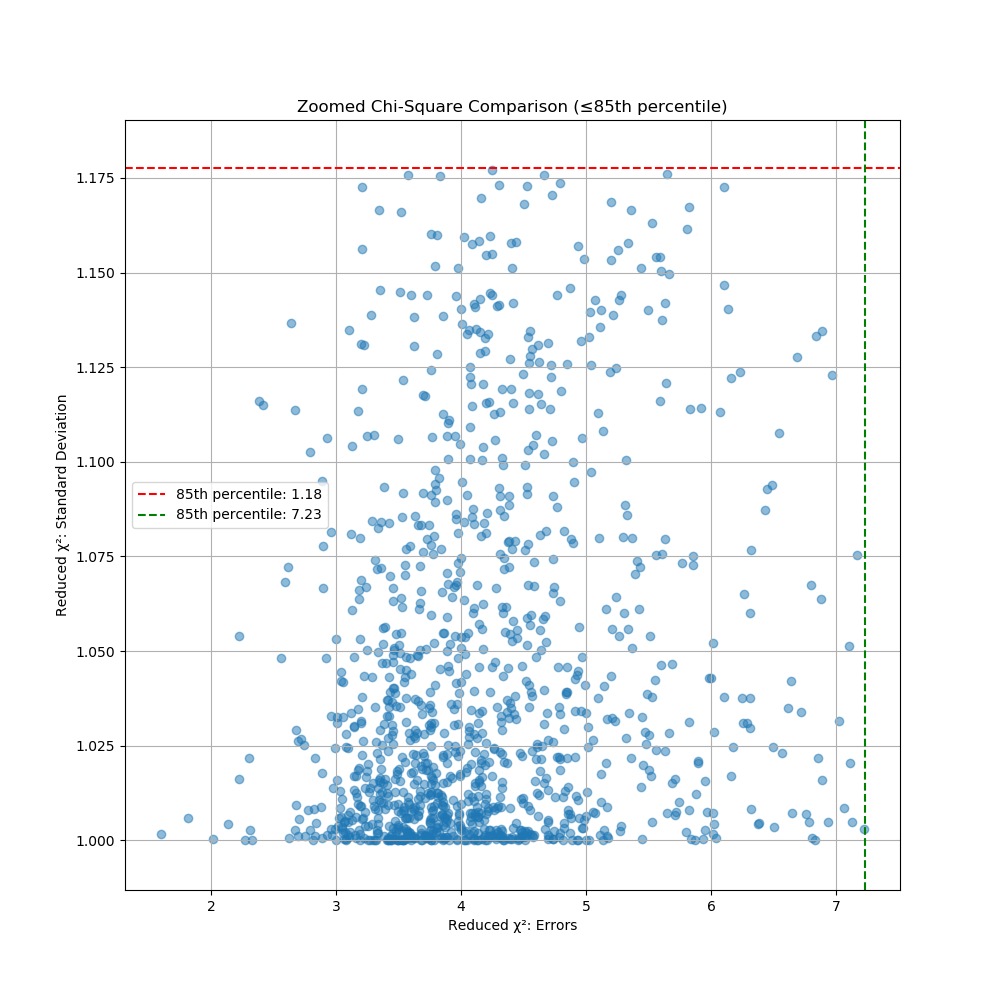 Zoomed Chi-Square Comparison (≤85th percentile)
Reduced χ²: Standard Deviation
1.175
1.150
1.125
1.100
1.075
1.050
1.025
1.000
85th percentile: 1.18
85th percentile: 7.23
2 3 4 5 6 7
Reduced χ²: Errors